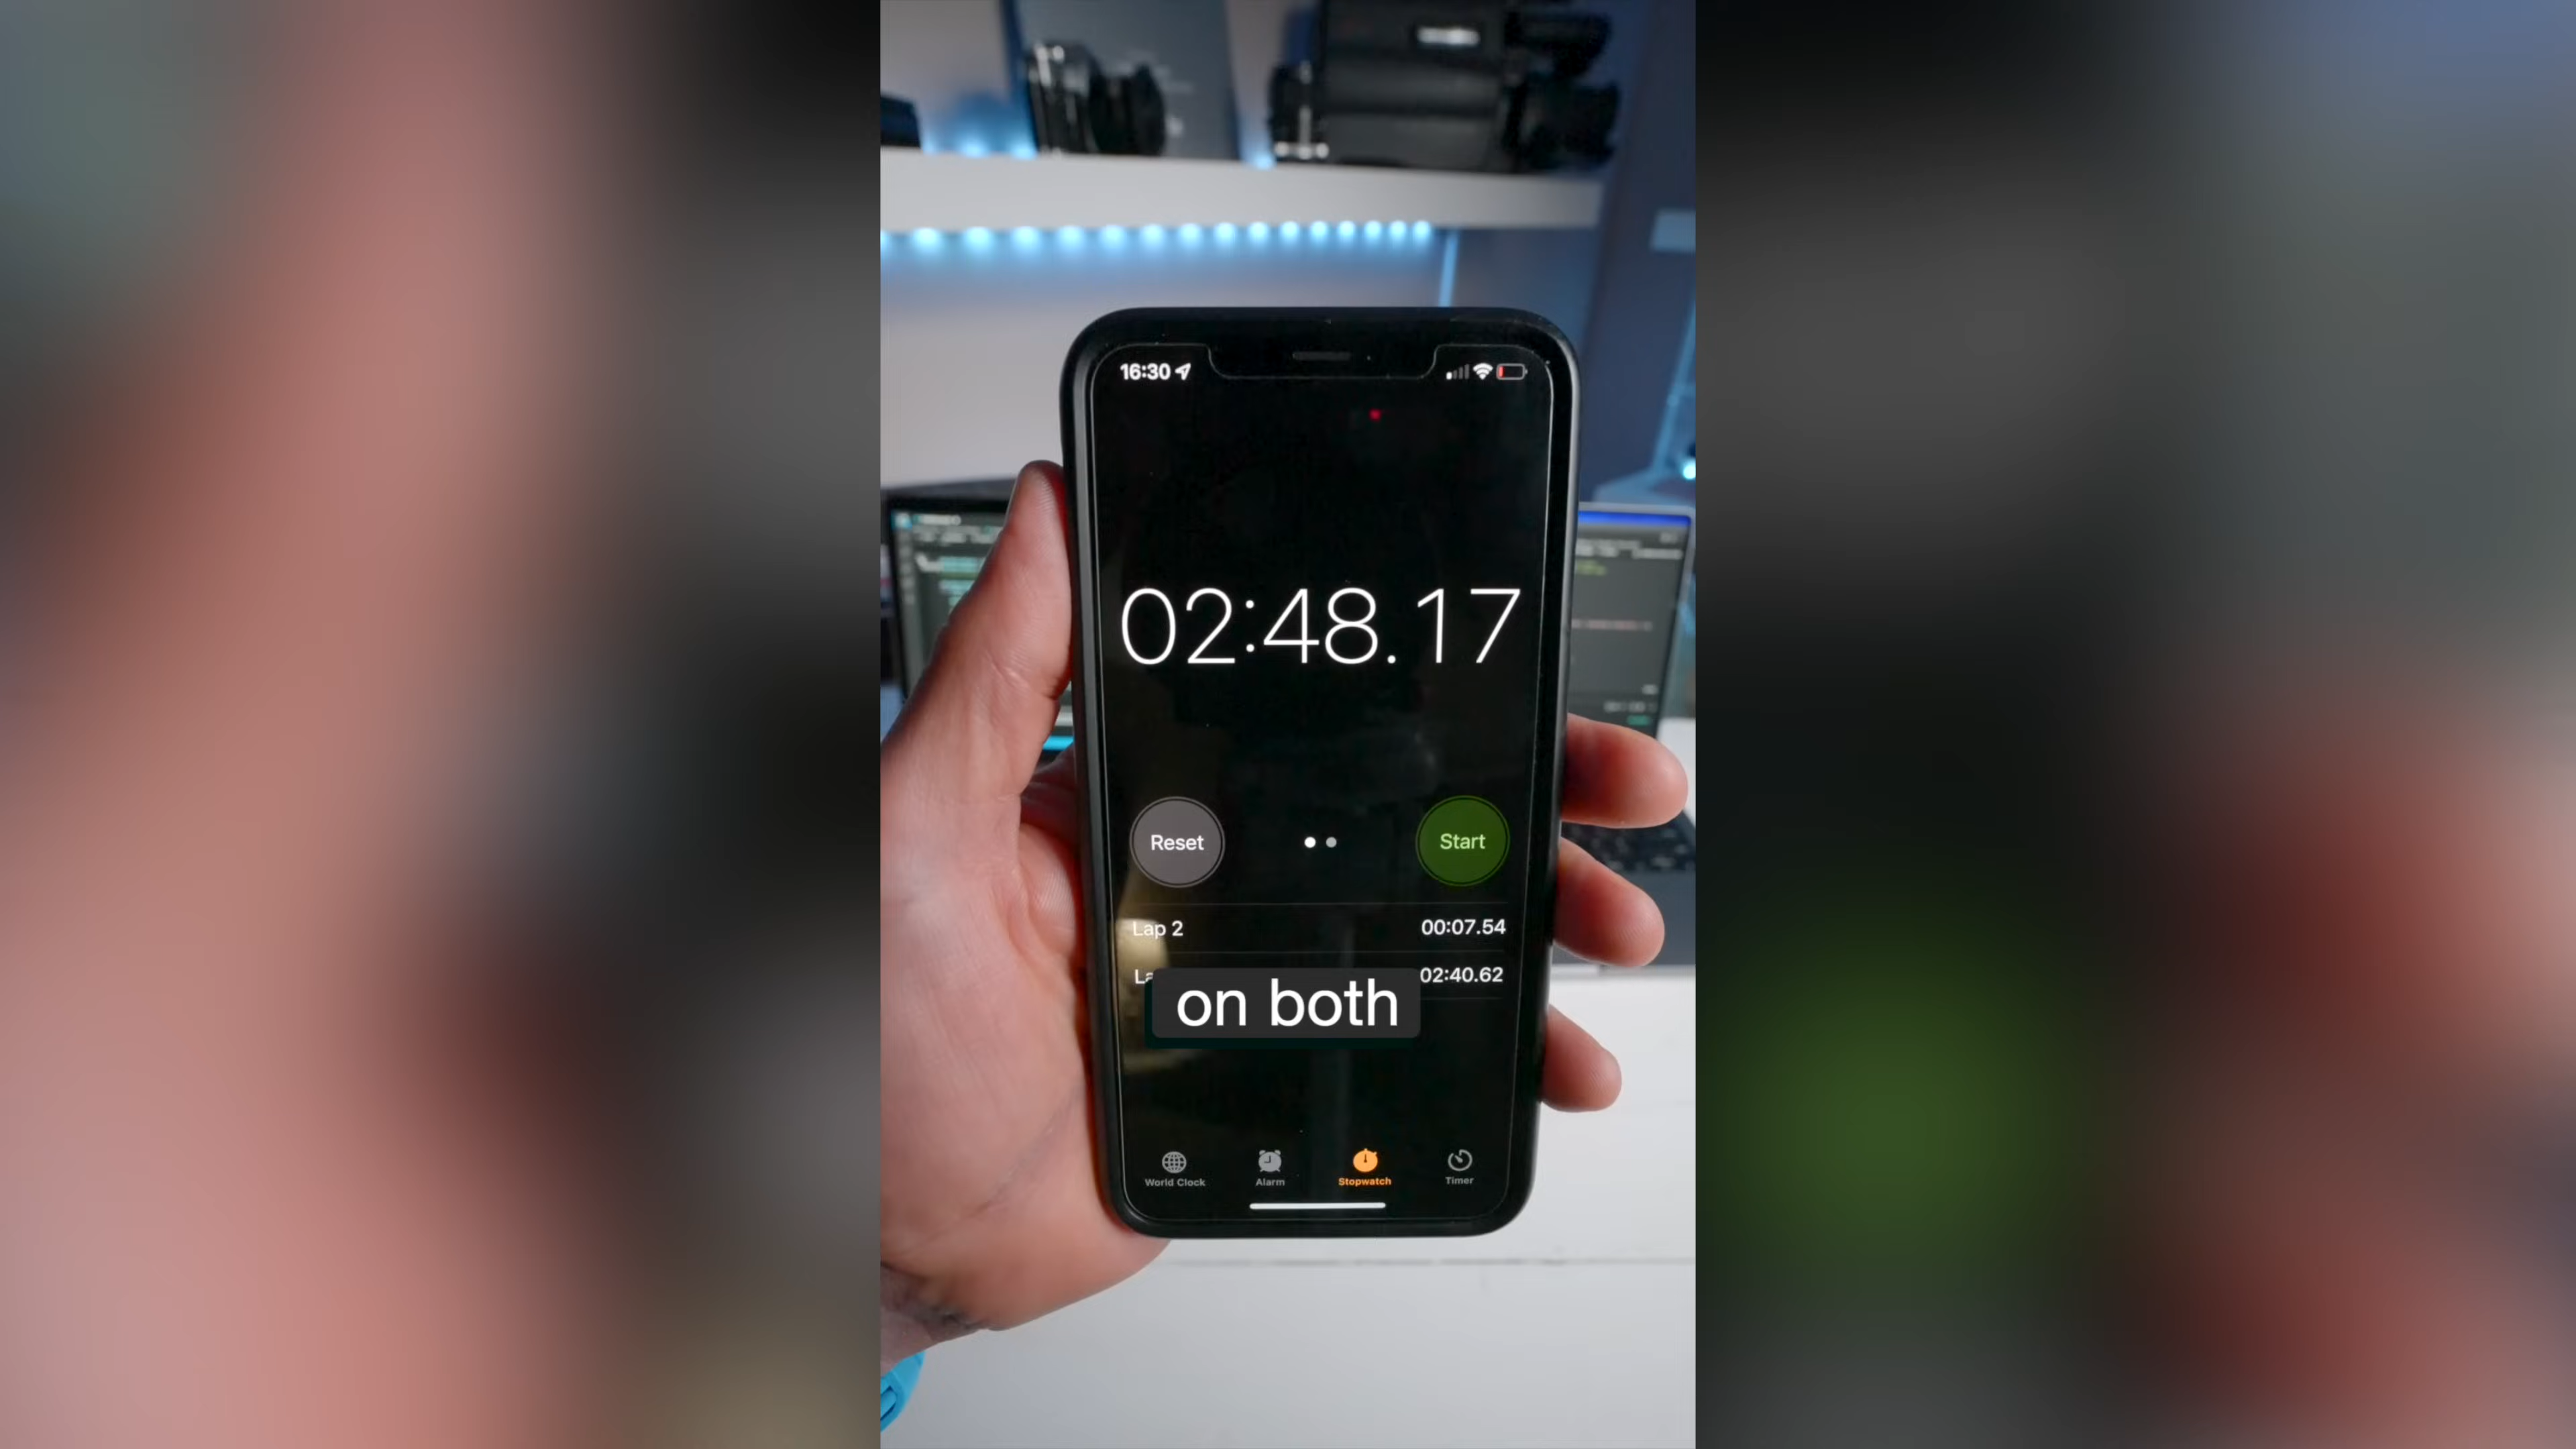 16:30
02:48.17
Reset
Start
Lap 2 00:07.54
La 02:40.62
on both
World Clock
Alarm
Stopwatch
Timer